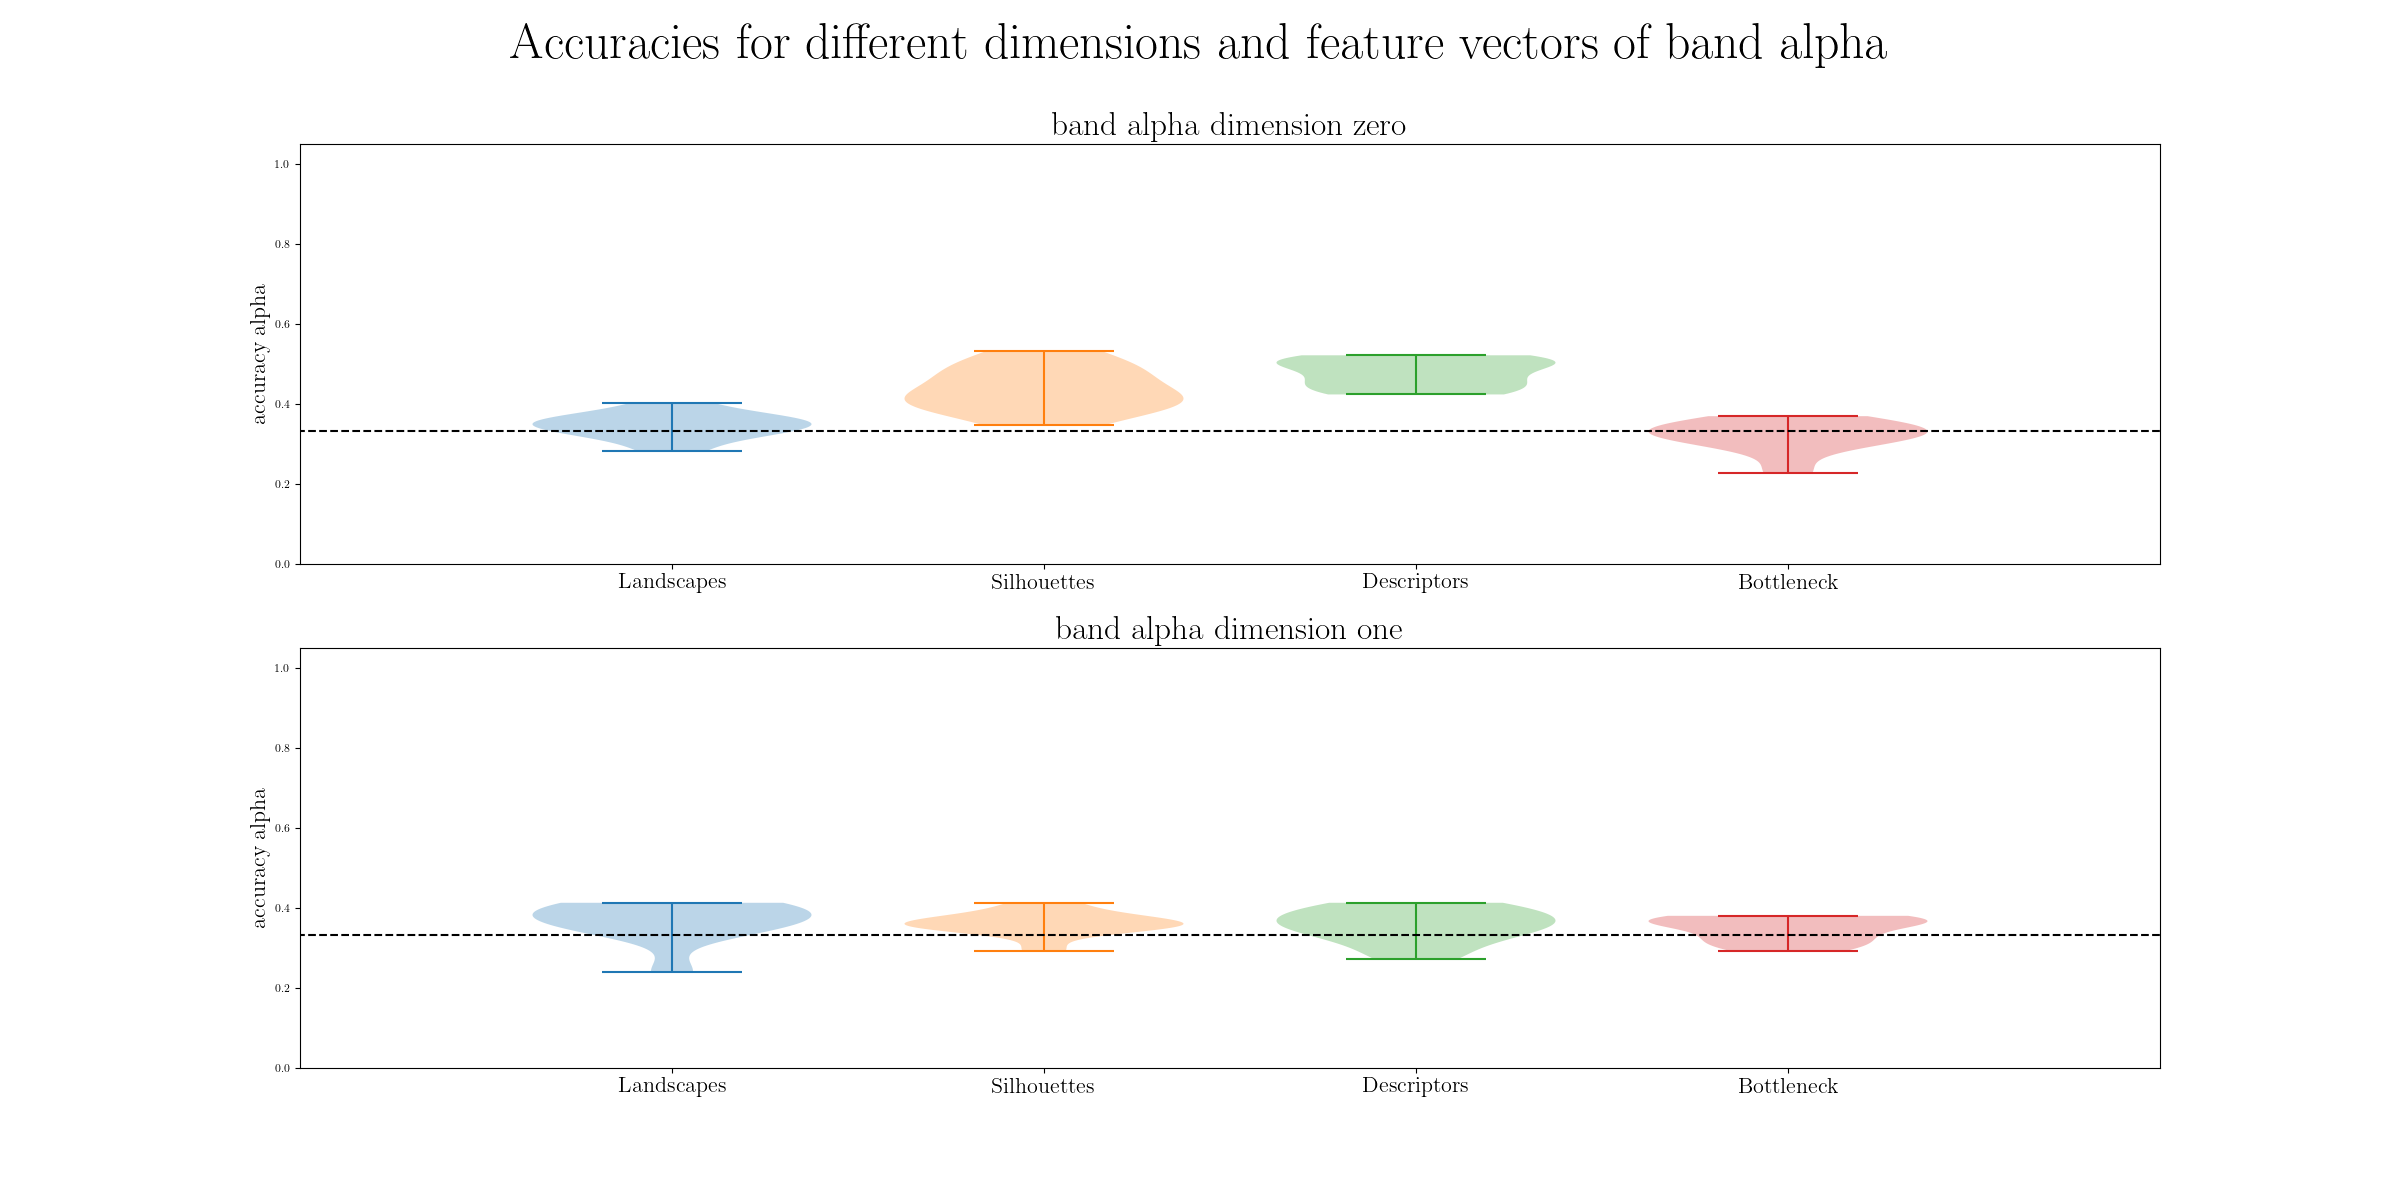 Accuracies for different dimensions and feature vectors of band alpha
band alpha dimension zero
accuracy alpha
1.0
0.8
0.6
0.4
0.2
0.0
Landscapes Silhouettes Descriptors Bottleneck
band alpha dimension one
accuracy alpha
1.0
0.8
0.6
0.4
0.2
0.0
Landscapes Silhouettes Descriptors Bottleneck